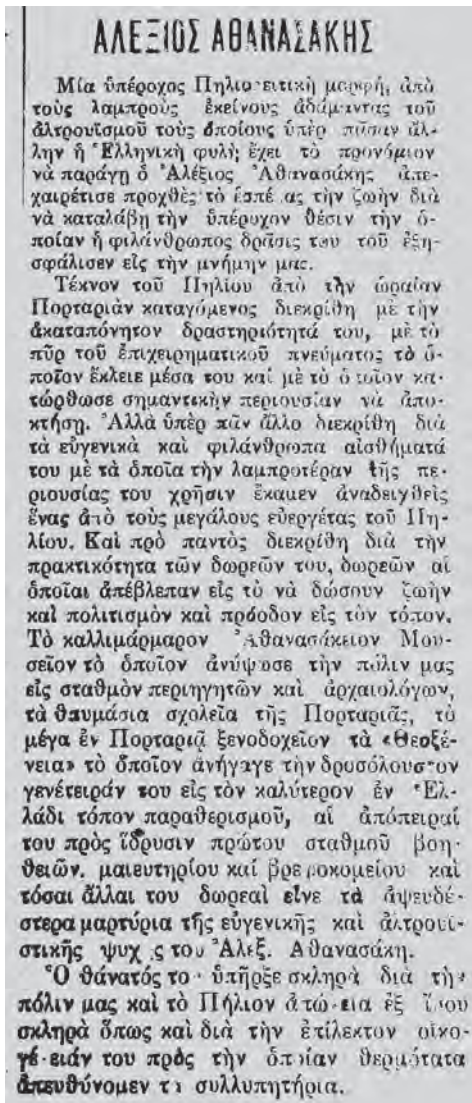 ΑΛΕΞΙΟΣ ΑΘΑΝΑΣΑΚΗΣ
Μία ὑπέροχος Πηλιορειτικὴ μορφή, ἀπὸ
τοὺς λαμπροὺς ἐκείνους ἀδάμαντας τοῦ
ἀλτρουϊσμοῦ τοὺς ὁποίους ὑπὲρ πᾶσαν ἄλ-
λην ἡ Ἑλληνικὴ φυλὴ ἔχει τὸ προνόμιον
νὰ παράγῃ ὁ Ἀλέξιος Ἀθανασάκης ἀπε-
χαιρέτισε προχθὲς τὸ ἑσπέρας τὴν ζωὴν διὰ
νὰ καταλάβῃ τὴν ὑπέροχον θέσιν τὴν ὁ-
ποίαν ἡ φιλάνθρωπος δρᾶσις του τοῦ ἐξη-
σφάλισεν εἰς τὴν μνήμην μας.
Τέκνον τοῦ Πηλίου ἀπὸ τὴν ὡραίαν
Πορταριὰν καταγόμενος διεκρίθη μὲ τὴν
ἀκαταπόνητον δραστηριότητά του, μὲ τὸ
πῦρ τοῦ ἐπιχειρηματικοῦ πνεύματος τὸ ὁ-
ποῖον ἔκλειε μέσα του καὶ μὲ τὸ ὁποῖον κα-
τώρθωσε σημαντικὴν περιουσίαν νὰ ἀπο-
κτήσῃ. Ἀλλὰ ὑπὲρ πᾶν ἄλλο διεκρίθη διὰ
τὰ εὐγενικὰ καὶ φιλάνθρωπα αἰσθήματά
του μὲ τὰ ὁποῖα τὴν λαμπροτέραν τῆς πε-
ριουσίας του χρῆσιν ἔκαμεν ἀναδειχθεὶς
ἕνας ἀπὸ τοὺς μεγάλους εὐεργέτας τοῦ Πη-
λίου. Καὶ πρὸ παντὸς διεκρίθη διὰ τὴν
πρακτικότητα τῶν δωρεῶν του, δωρεῶν αἱ
ὁποῖαι ἀπέβλεπαν εἰς τὸ νὰ δώσουν ζωὴν
καὶ πολιτισμὸν καὶ πρόοδον εἰς τὸν τόπον.
Τὸ καλλιμάρμαρον Ἀθανασάκειον Μου-
σεῖον τὸ ὁποῖον ἀνύψωσε τὴν πόλιν μας
εἰς σταθμὸν περιηγητῶν καὶ ἀρχαιολόγων,
τὰ θαυμάσια σχολεῖα τῆς Πορταριᾶς, τὸ
μέγα ἐν Πορταριᾷ ξενοδοχεῖον τὰ «Θεοξέ-
νεια» τὸ ὁποῖον ἀνήγαγε τὴν δρυσόλουστον
γενέτειράν του εἰς τὸν καλύτερον ἐν Ἑλ-
λάδι τόπον παραθερισμοῦ, αἱ ἀπόπειραί
του πρὸς ἵδρυσιν πρώτου σταθμοῦ βοη-
θειῶν, μαιευτηρίου καὶ βρεφοκομείου καὶ
τόσαι ἄλλαι του δωρεαὶ εἶνε τὰ ἀψευδέ-
στερα μαρτύρια τῆς εὐγενικῆς καὶ ἀλτρουϊ-
στικῆς ψυχῆς του Ἀλεξ. Ἀθανασάκη.
Ὁ θάνατός του ὑπῆρξε σκληρὰ διὰ τὴν
πόλιν μας καὶ τὸ Πήλιον ἀπώλεια ἐξ ἴσου
σκληρὰ ὅπως καὶ διὰ τὴν ἐπίλεκτον οἰκο-
γένειάν του πρὸς τὴν ὁποίαν θερμότατα
ἀπευθύνομεν τὰ συλλυπητήρια.